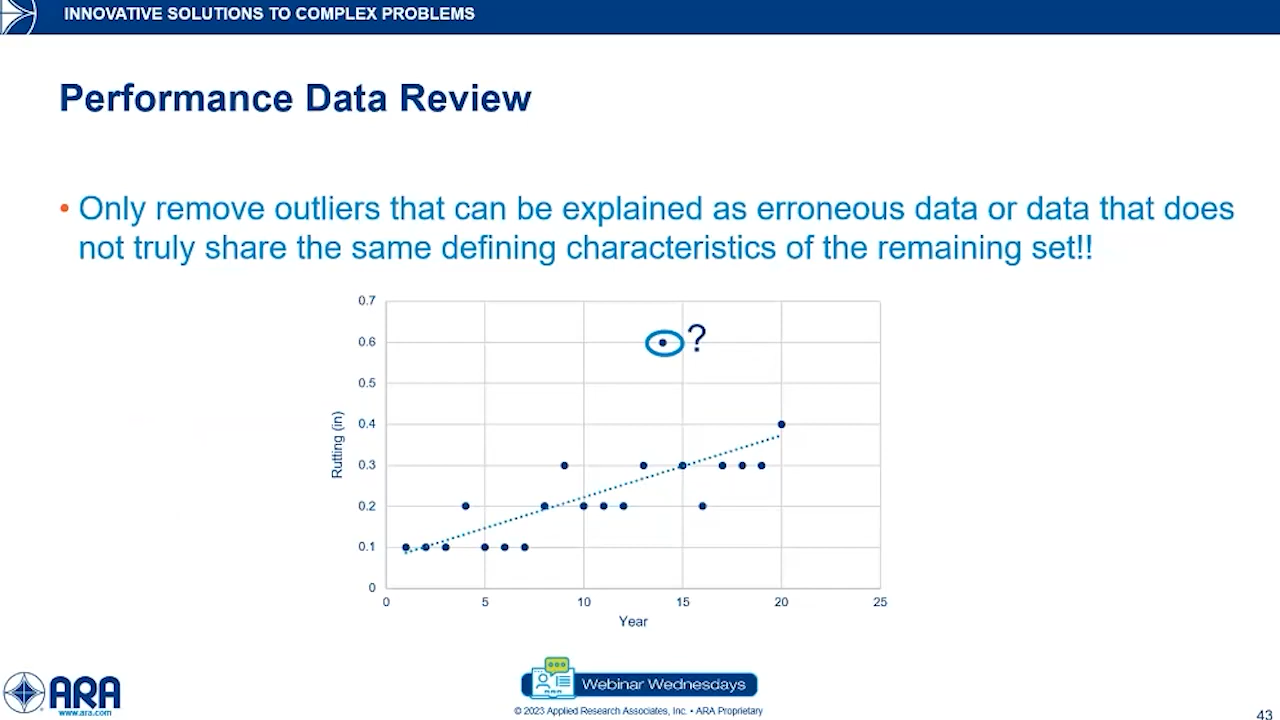 INNOVATIVE SOLUTIONS TO COMPLEX PROBLEMS
Performance Data Review
• Only remove outliers that can be explained as erroneous data or data that does
not truly share the same defining characteristics of the remaining set!!
0.7
0.6
0.5
0.4
0.3
0.2
0.1
0
?
Rutting (in)
0 5 10 15 20 25
Year
ARA
www.ara.com
Webinar Wednesdays
© 2023 Applied Research Associates, Inc. • ARA Proprietary
43